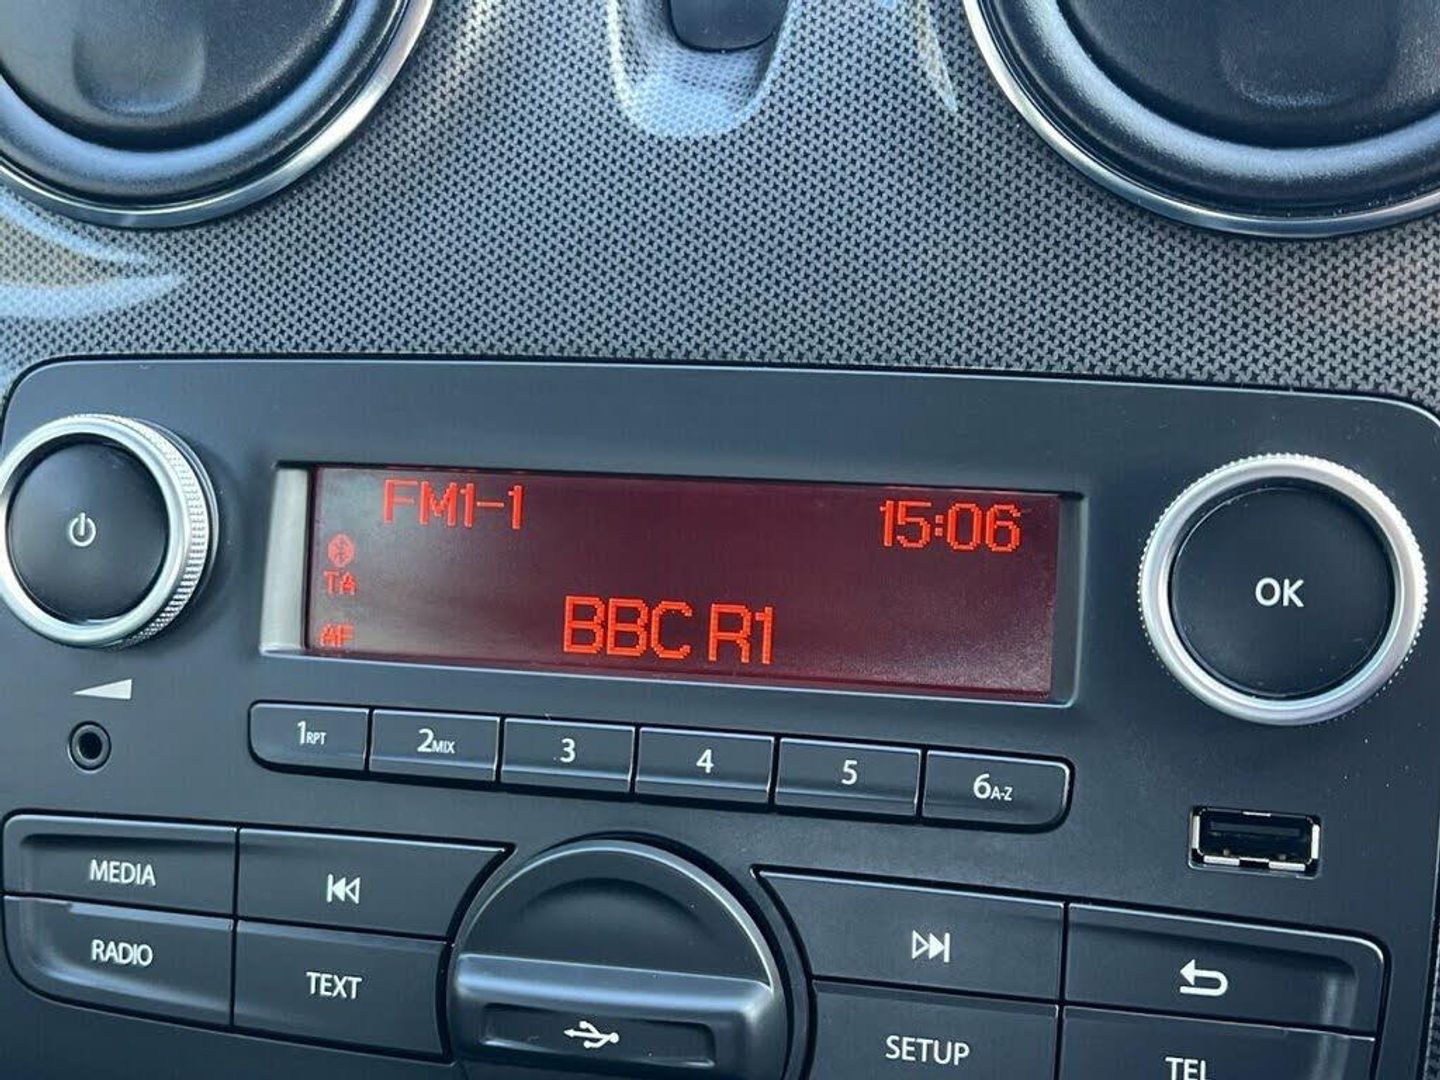 FM1-1
15:06
TA
AF
BBC R1
1RPT
2MIX
3
4
5
6A-Z
OK
MEDIA
RADIO
TEXT
SETUP
TEL